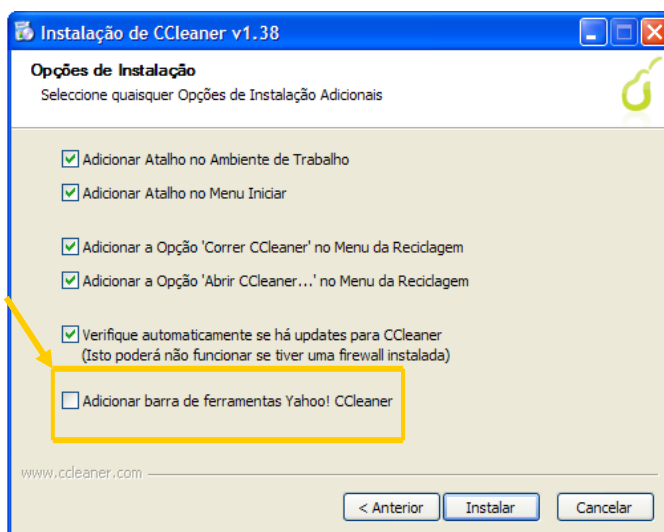 Instalação de CCleaner v1.38
Opções de Instalação
Seleccione quaisquer Opções de Instalação Adicionais
Adicionar Atalho no Ambiente de Trabalho
Adicionar Atalho no Menu Iniciar
Adicionar a Opção 'Correr CCleaner' no Menu da Reciclagem
Adicionar a Opção 'Abrir CCleaner...' no Menu da Reciclagem
Verifique automaticamente se há updates para CCleaner
(Isto poderá não funcionar se tiver uma firewall instalada)
Adicionar barra de ferramentas Yahoo! CCleaner
www.ccleaner.com
< Anterior Instalar Cancelar